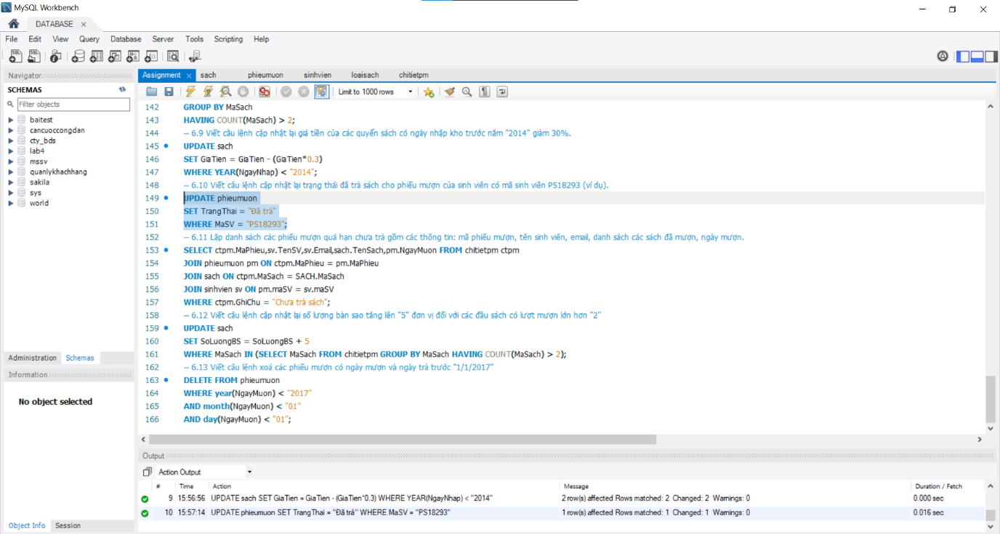 MySQL Workbench
DATABASE
File Edit View Query Database Server Tools Scripting Help
Navigator
SCHEMAS
Filter objects
baitest
cancuoccongdan
cty_bds
lab4
mssv
quanlykhachhang
sakila
sys
world
Administration Schemas
Information
No object selected
Object Info Session
Assignment sach phieumuon sinhvien loaisach chitietpm
Limit to 1000 rows
142 GROUP BY MaSach
143 HAVING COUNT(MaSach) > 2;
144 -- 6.9 Viết câu lệnh cập nhật lại giá tiền của các quyển sách có ngày nhập kho trước năm "2014" giảm 30%.
145 UPDATE sach
146 SET GiaTien = GiaTien - (GiaTien*0.3)
147 WHERE YEAR(NgayNhap) < "2014";
148 -- 6.10 Viết câu lệnh cập nhật lại trạng thái đã trả sách cho phiếu mượn của sinh viên có mã sinh viên PS18293 (ví dụ).
149 UPDATE phieumuon
150 SET TrangThai = "Đã trả"
151 WHERE MaSV = "PS18293";
152 -- 6.11 Lập danh sách các phiếu mượn quá hạn chưa trả gồm các thông tin: mã phiếu mượn, tên sinh viên, email, danh sách các sách đã mượn, ngày mượn.
153 SELECT ctpm.MaPhieu,sv.TenSV,sv.Email,sach.TenSach,pm.NgayMuon FROM chitietpm ctpm
154 JOIN phieumuon pm ON ctpm.MaPhieu = pm.MaPhieu
155 JOIN sach ON ctpm.MaSach = SACH.MaSach
156 JOIN sinhvien sv ON pm.maSV = sv.maSV
157 WHERE ctpm.GhiChu = "Chưa trả sách";
158 -- 6.12 Viết câu lệnh cập nhật lại số lượng bản sao tăng lên "5" đơn vị đối với các đầu sách có lượt mượn lớn hơn "2"
159 UPDATE sach
160 SET SoLuongBS = SoLuongBS + 5
161 WHERE MaSach IN (SELECT MaSach FROM chitietpm GROUP BY MaSach HAVING COUNT(MaSach) > 2);
162 -- 6.13 Viết câu lệnh xoá các phiếu mượn có ngày mượn và ngày trả trước "1/1/2017"
163 DELETE FROM phieumuon
164 WHERE year(NgayMuon) < "2017"
165 AND month(NgayMuon) < "01"
166 AND day(NgayMuon) < "01";
Output
Action Output
# Time Action Message Duration / Fetch
9 15:56:56 UPDATE sach SET GiaTien = GiaTien - (GiaTien*0.3) WHERE YEAR(NgayNhap) < "2014" 2 row(s) affected Rows matched: 2 Changed: 2 Warnings: 0 0.000 sec
10 15:57:14 UPDATE phieumuon SET TrangThai = "Đã trả" WHERE MaSV = "PS18293" 1 row(s) affected Rows matched: 1 Changed: 1 Warnings: 0 0.016 sec